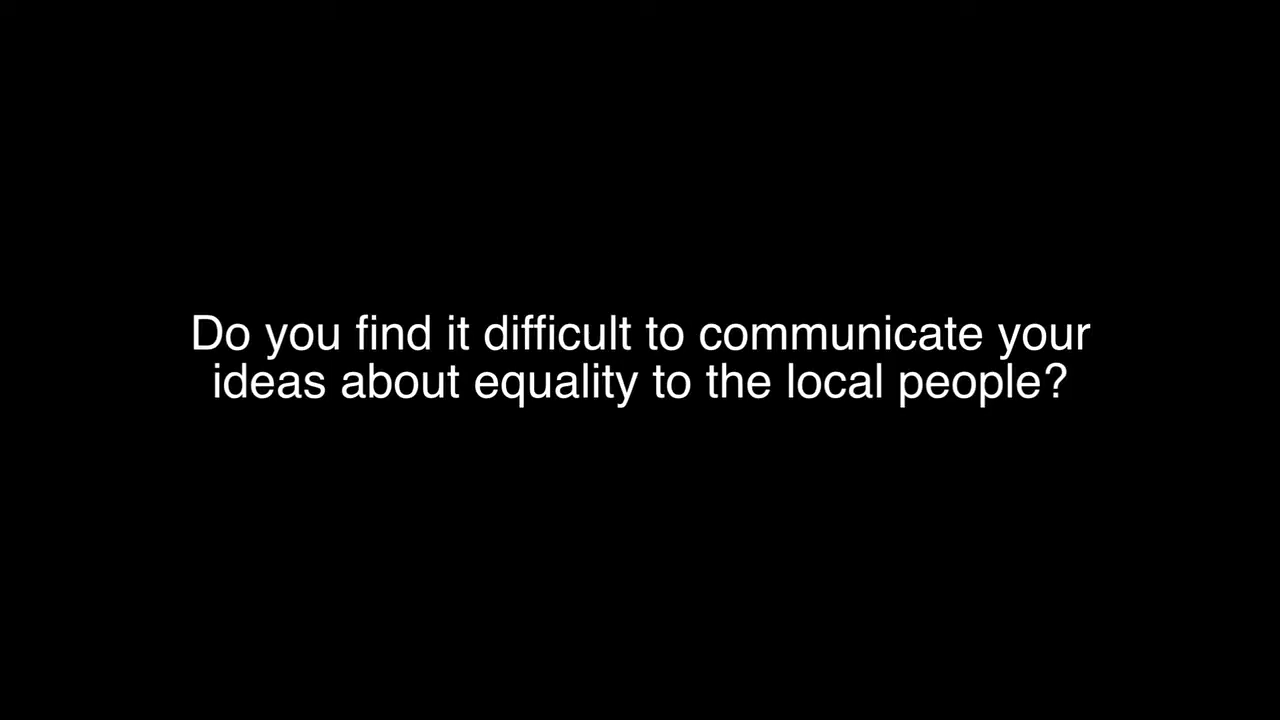 Do you find it difficult to communicate your
ideas about equality to the local people?